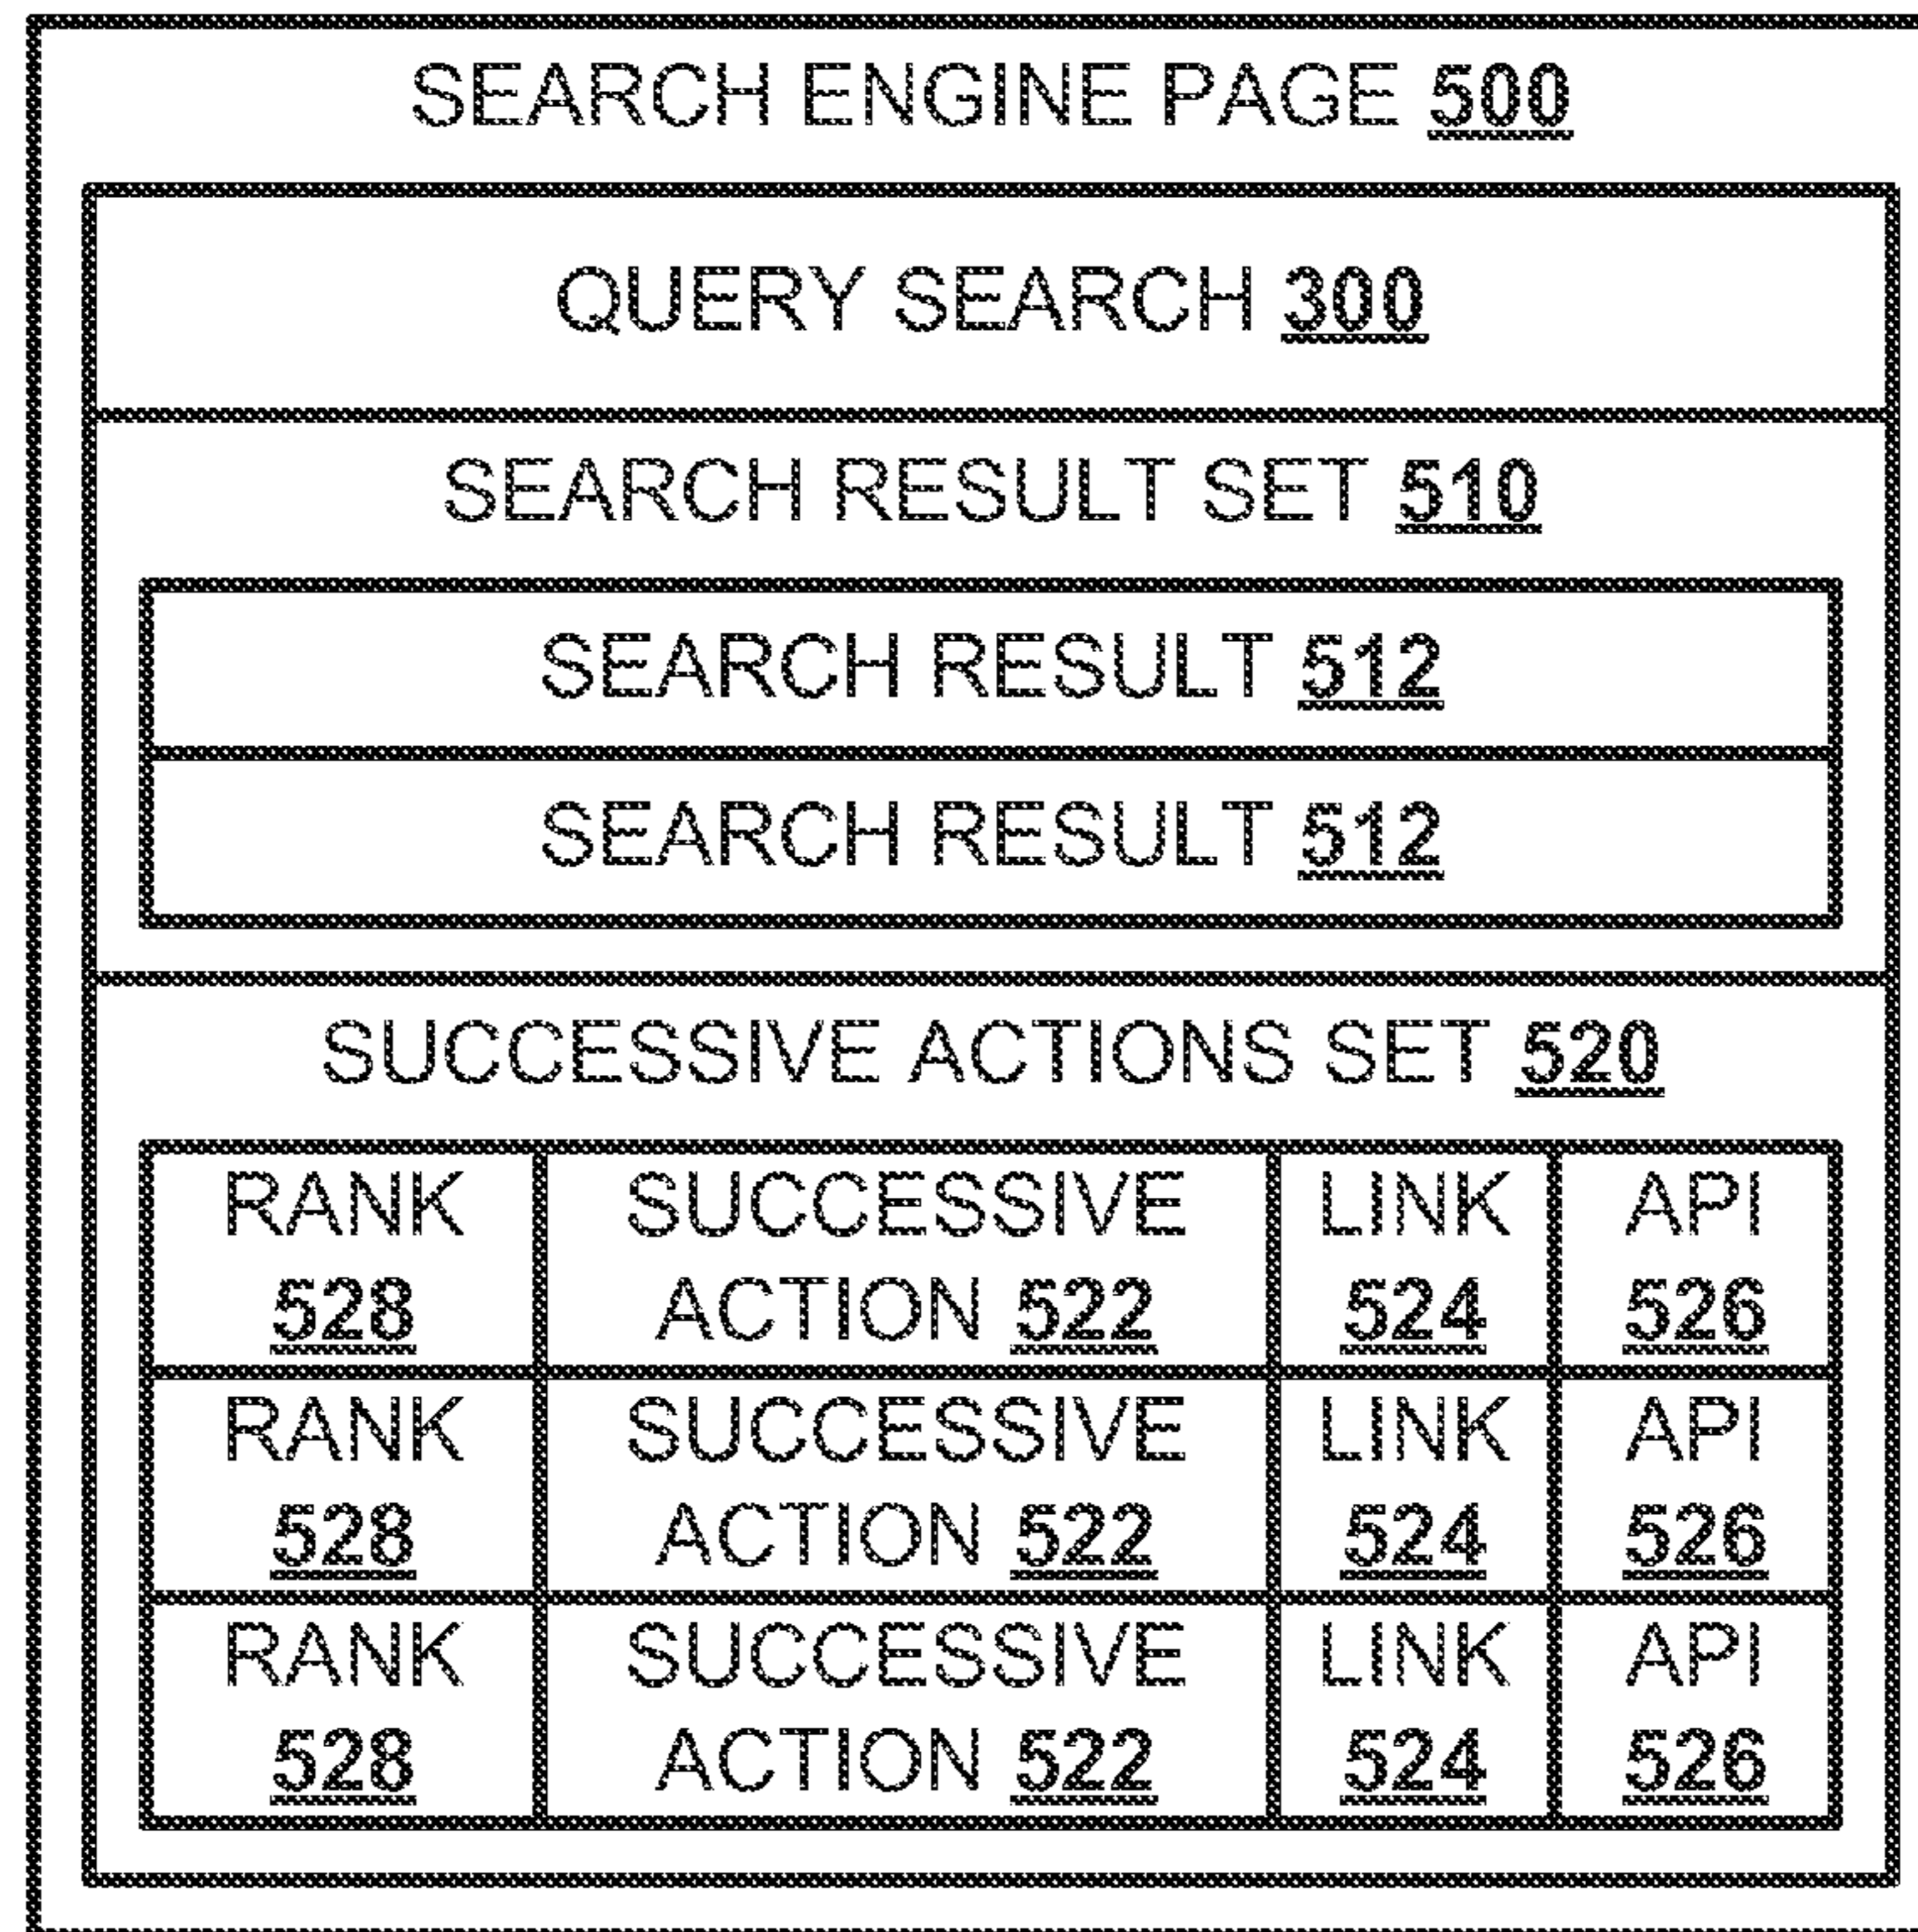 SEARCH ENGINE PAGE 500
QUERY SEARCH 300
SEARCH RESULT SET 510
SEARCH RESULT 512
SEARCH RESULT 512
SUCCESSIVE ACTIONS SET 520
RANK 528
SUCCESSIVE
ACTION 522
LINK
524
API
526
RANK
528
SUCCESSIVE
ACTION 522
LINK
524
API
526
RANK
528
SUCCESSIVE
ACTION 522
LINK
524
API
526